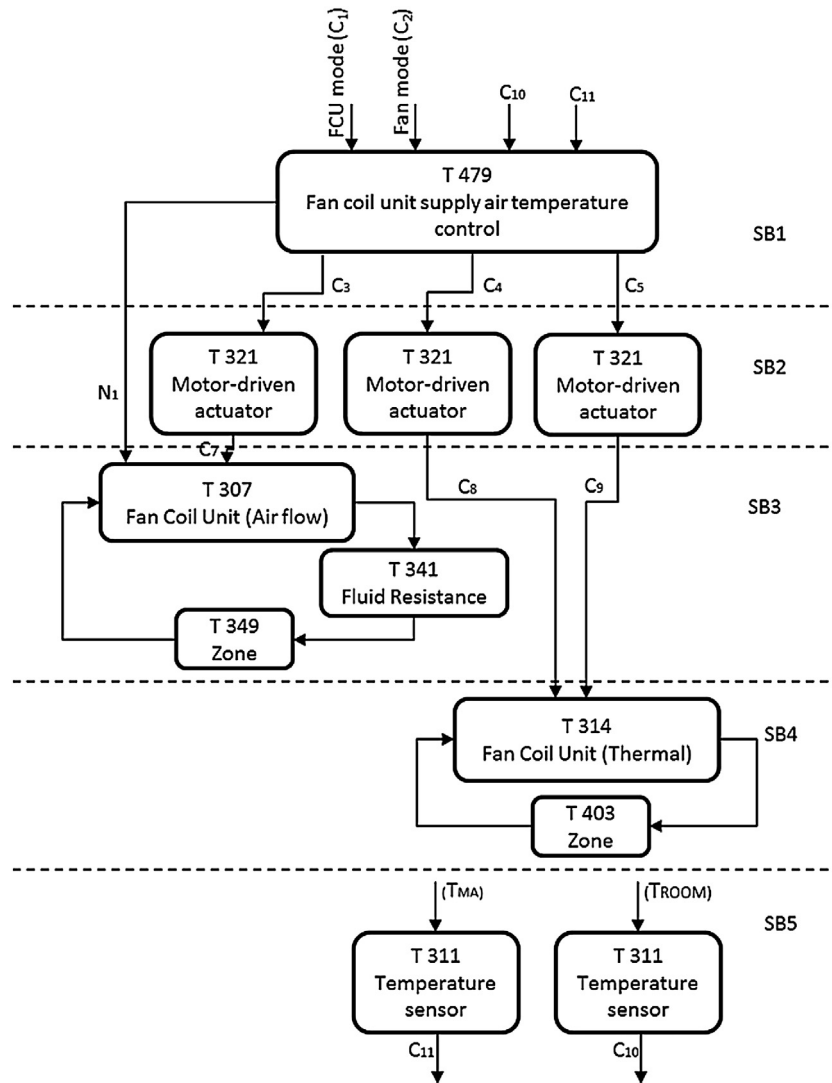 FCU mode (C₁)
Fan mode (C₂)
C₁₀
C₁₁
T 479
Fan coil unit supply air temperature
control
SB1
C₃
C₄
C₅
T 321
Motor-driven
actuator
T 321
Motor-driven
actuator
T 321
Motor-driven
actuator
SB2
N₁
C₇
C₈
C₉
SB3
T 307
Fan Coil Unit (Air flow)
T 341
Fluid Resistance
T 349
Zone
T 314
Fan Coil Unit (Thermal)
SB4
T 403
Zone
(TMA)
(TROOM)
SB5
T 311
Temperature
sensor
T 311
Temperature
sensor
C₁₁
C₁₀